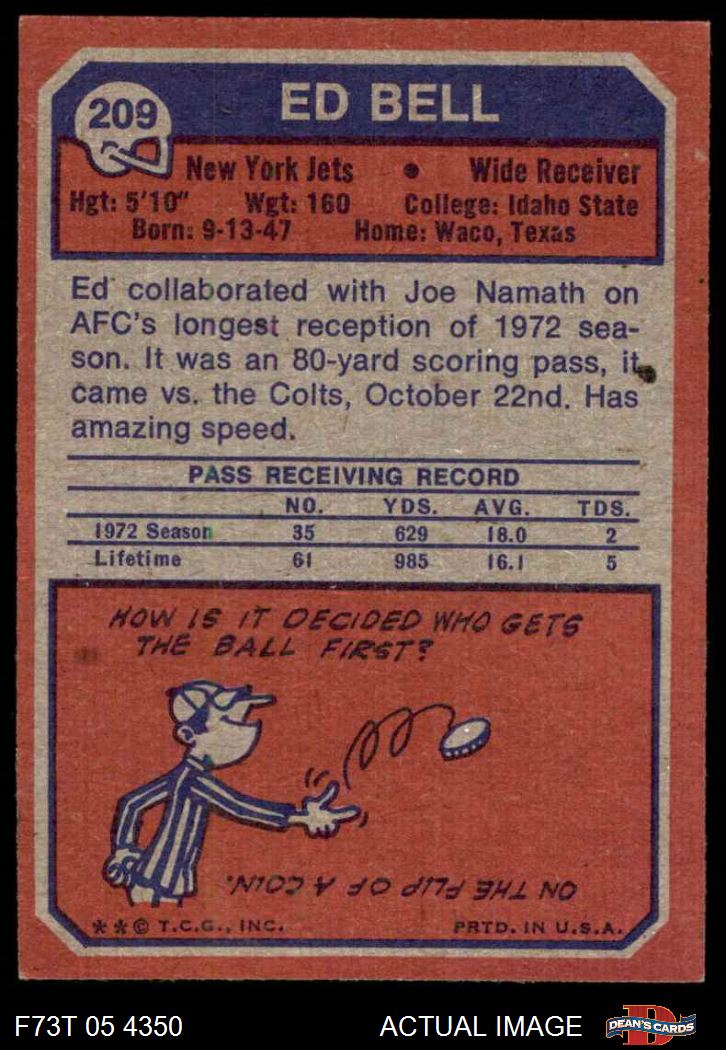 209
ED BELL
New York Jets • Wide Receiver
Hgt: 5'10" Wgt: 160 College: Idaho State
Born: 9-13-47 Home: Waco, Texas
Ed collaborated with Joe Namath on
AFC's longest reception of 1972 sea-
son. It was an 80-yard scoring pass, it
came vs. the Colts, October 22nd. Has
amazing speed.
PASS RECEIVING RECORD
NO. YDS. AVG. TDS.
1972 Season 35 629 18.0 2
Lifetime 61 985 16.1 5
HOW IS IT DECIDED WHO GETS
THE BALL FIRST?
ON THE FLIP OF A COIN.
** © T.C.G., INC. PRTD. IN U.S.A.
F73T 05 4350 ACTUAL IMAGE D DEAN'S CARDS